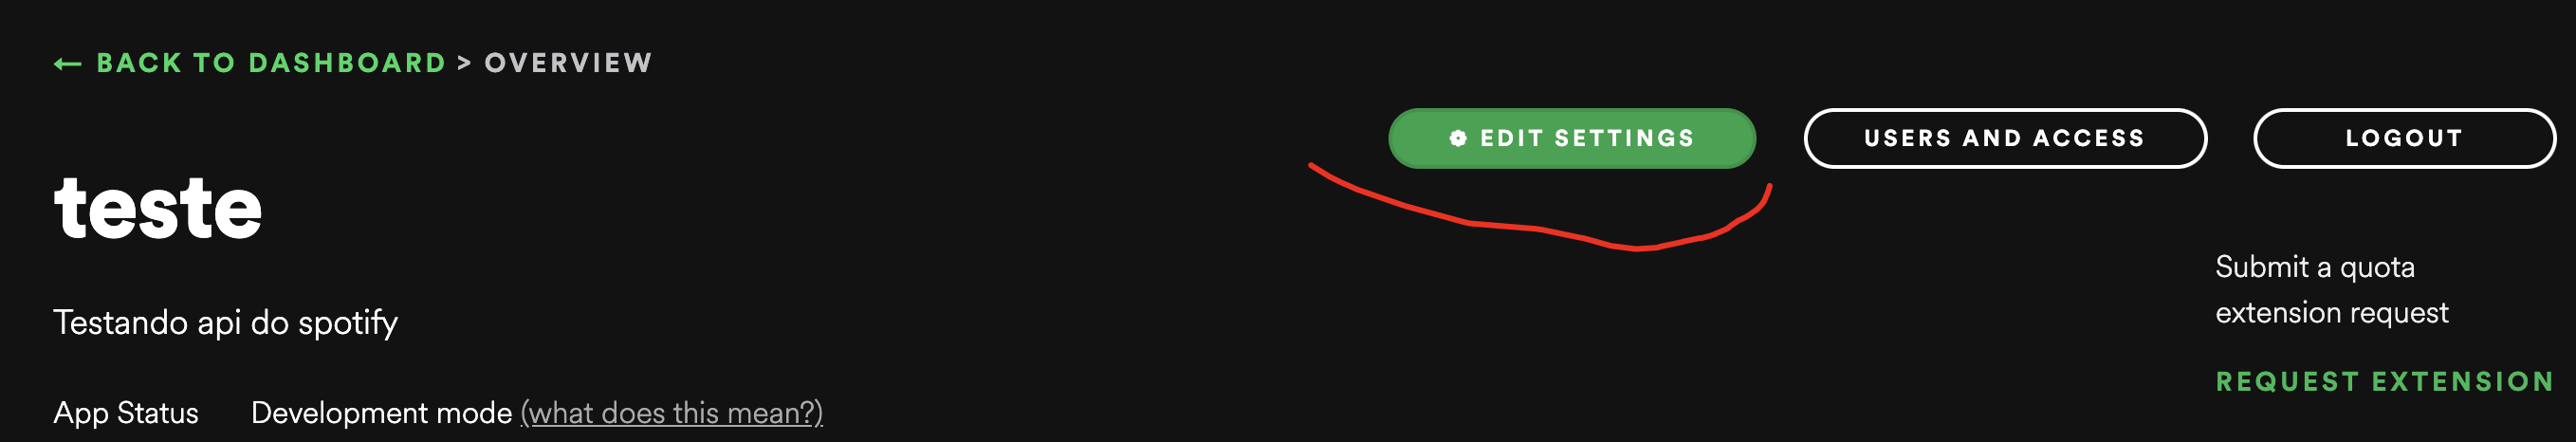 ← BACK TO DASHBOARD > OVERVIEW
EDIT SETTINGS
USERS AND ACCESS
LOGOUT
teste
Testando api do spotify
App Status Development mode (what does this mean?)
Submit a quota
extension request
REQUEST EXTENSION